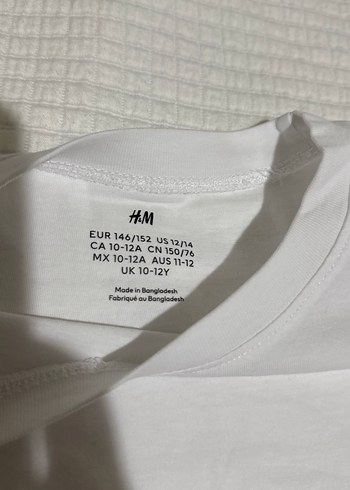 H&M
EUR 146/152 US 12/14
CA 10-12A CN 150/76
MX 10-12A AUS 11-12
UK 10-12Y
Made in Bangladesh
Fabriqué au Bangladesh